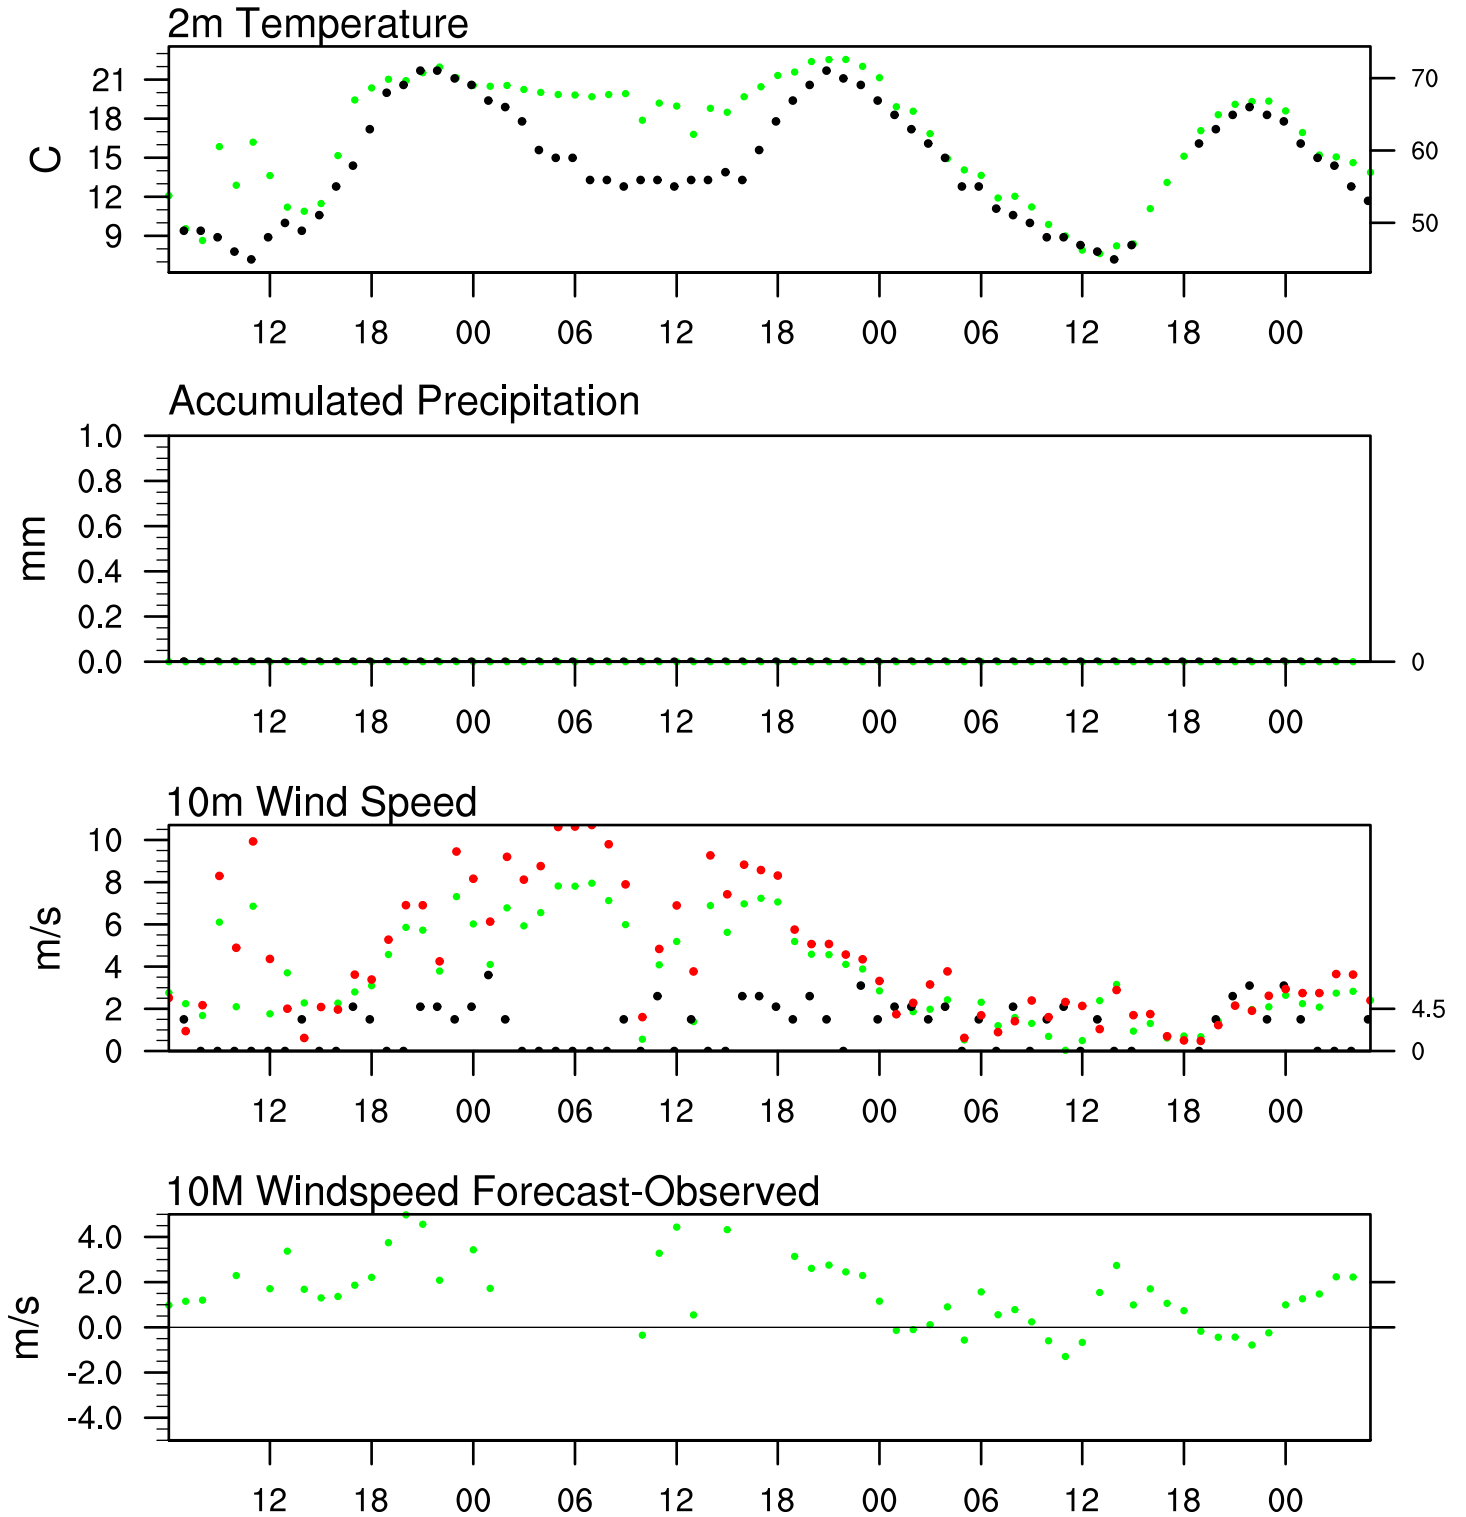 2m Temperature
21
18
15
12
9
C
70
60
50
12 18 00 06 12 18 00 06 12 18 00
Accumulated Precipitation
1.0
0.8
0.6
0.4
0.2
0.0
mm
0
12 18 00 06 12 18 00 06 12 18 00
10m Wind Speed
10
8
6
4
2
0
m/s
4.5
0
12 18 00 06 12 18 00 06 12 18 00
10M Windspeed Forecast-Observed
4.0
2.0
0.0
-2.0
-4.0
m/s
12 18 00 06 12 18 00 06 12 18 00